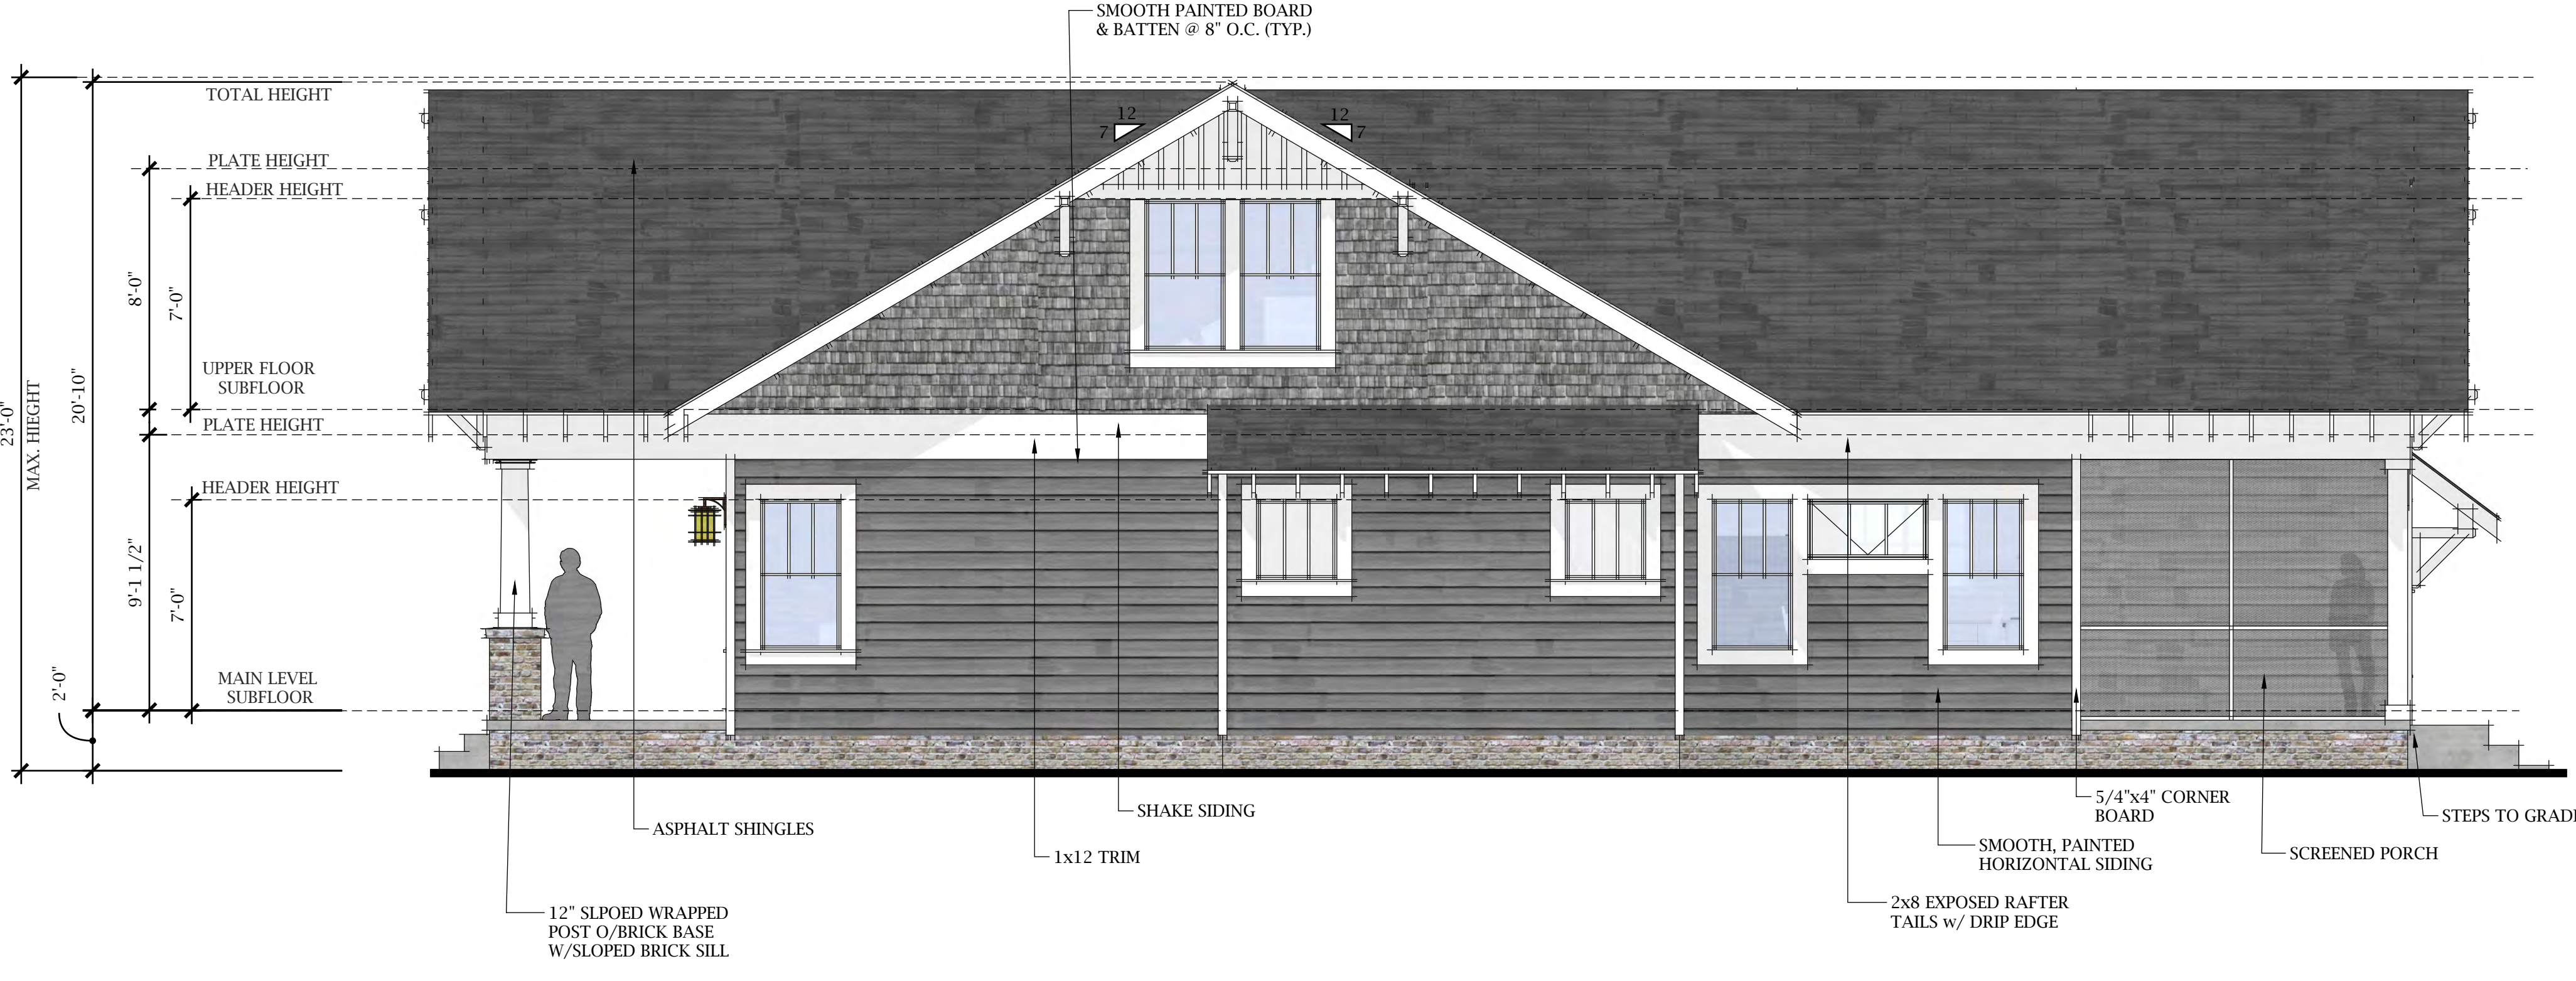 SMOOTH PAINTED BOARD
& BATTEN @ 8" O.C. (TYP.)
TOTAL HEIGHT
12
7
12
7
PLATE HEIGHT
HEADER HEIGHT
8'-0"
7'-0"
UPPER FLOOR
SUBFLOOR
23'-0"
MAX. HIEGHT
20'-10"
PLATE HEIGHT
HEADER HEIGHT
9'-1 1/2"
7'-0"
MAIN LEVEL
SUBFLOOR
2'-0"
5/4"x4" CORNER
BOARD
SHAKE SIDING
STEPS TO GRADE
ASPHALT SHINGLES
SMOOTH, PAINTED
HORIZONTAL SIDING
SCREENED PORCH
1x12 TRIM
2x8 EXPOSED RAFTER
TAILS w/ DRIP EDGE
12" SLPOED WRAPPED
POST O/BRICK BASE
W/SLOPED BRICK SILL